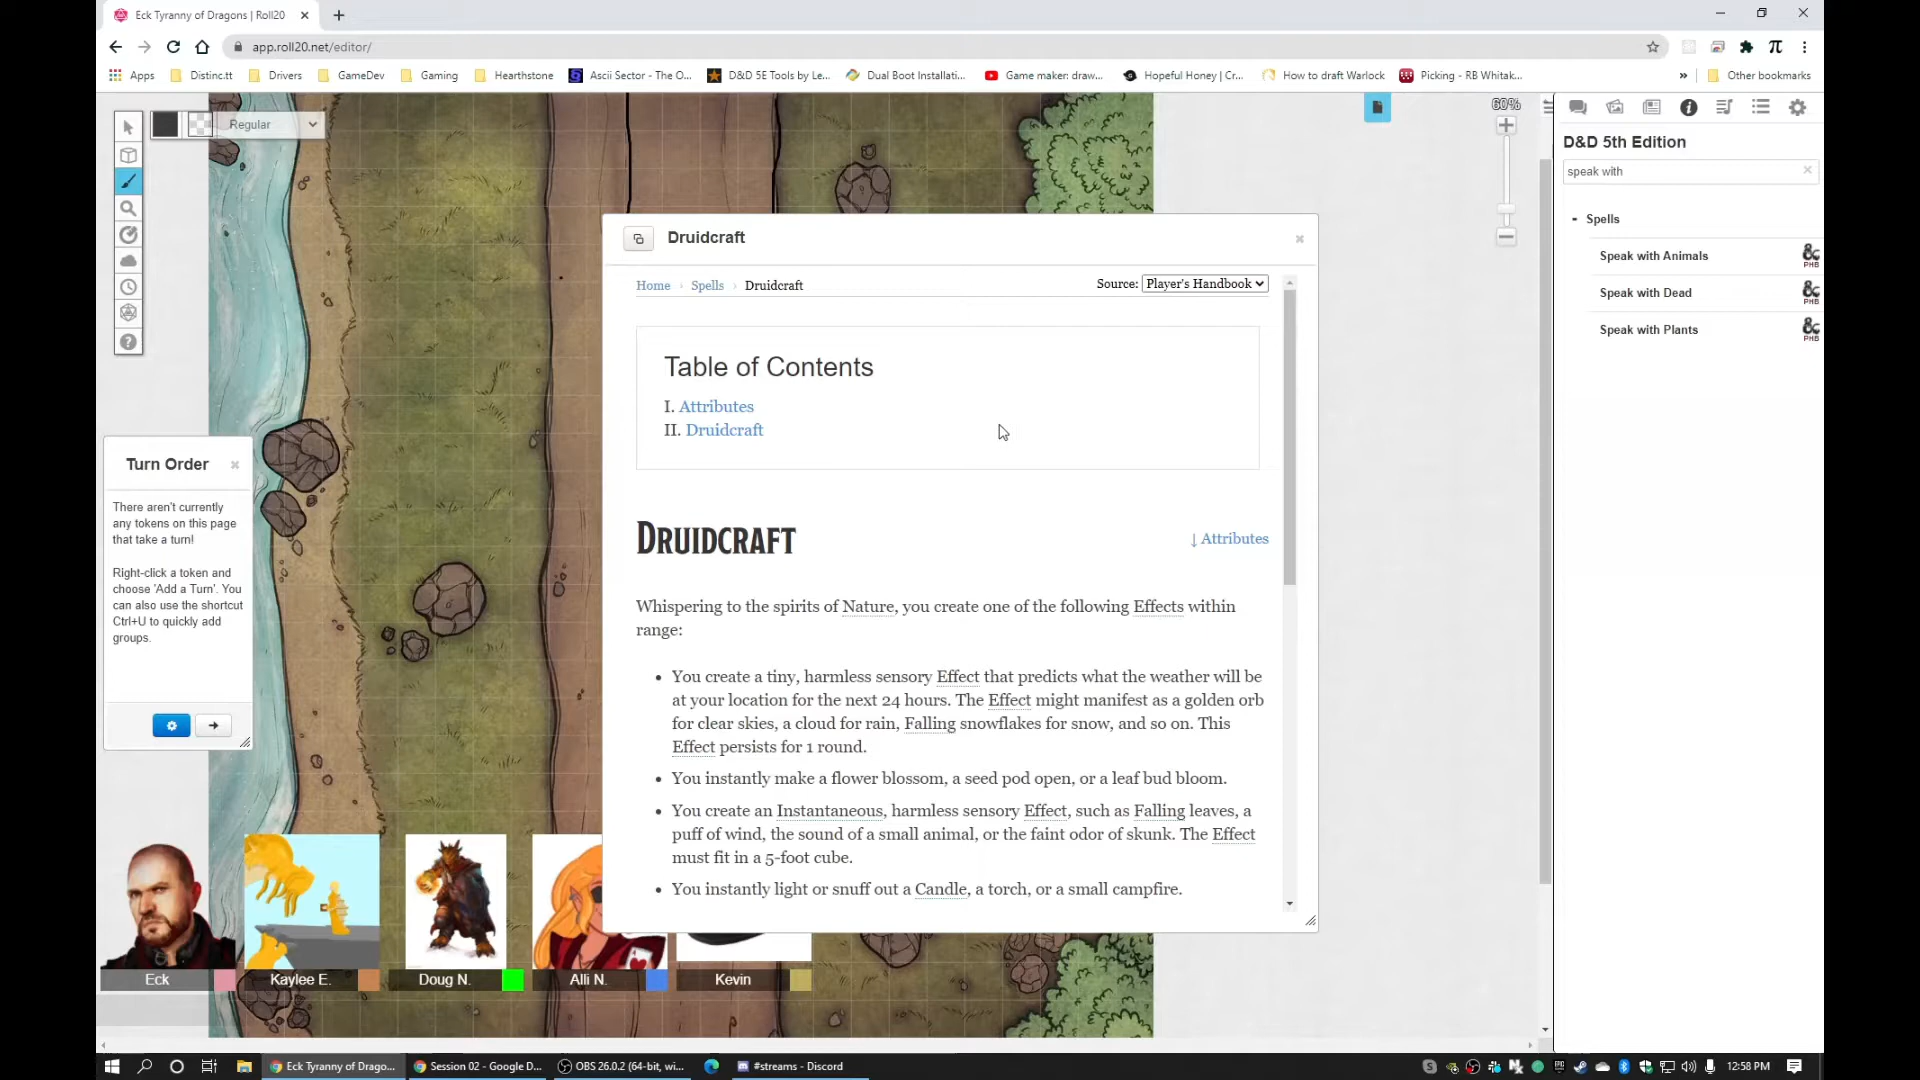 Eck Tyranny of Dragons | Roll20
app.roll20.net/editor/
Apps
Distinc.tt
Drivers
GameDev
Gaming
Hearthstone
Ascii Sector - The O...
D&D 5E Tools by Le...
Dual Boot Installati...
Game maker: draw...
Hopeful Honey | Cr...
How to draft Warlock
Picking - RB Whitak...
»
Other bookmarks
Regular
60%
D&D 5th Edition
speak with
Spells
Speak with Animals
PHB
Speak with Dead
PHB
Speak with Plants
PHB
Druidcraft
Home › Spells › Druidcraft
Source: Player's Handbook
Table of Contents
I. Attributes
II. Druidcraft
DRUIDCRAFT
↓ Attributes
Whispering to the spirits of Nature, you create one of the following Effects within
range:
• You create a tiny, harmless sensory Effect that predicts what the weather will be
at your location for the next 24 hours. The Effect might manifest as a golden orb
for clear skies, a cloud for rain, Falling snowflakes for snow, and so on. This
Effect persists for 1 round.
• You instantly make a flower blossom, a seed pod open, or a leaf bud bloom.
• You create an Instantaneous, harmless sensory Effect, such as Falling leaves, a
puff of wind, the sound of a small animal, or the faint odor of skunk. The Effect
must fit in a 5-foot cube.
• You instantly light or snuff out a Candle, a torch, or a small campfire.
Turn Order
There aren't currently
any tokens on this page
that take a turn!
Right-click a token and
choose 'Add a Turn'. You
can also use the shortcut
Ctrl+U to quickly add
groups.
Eck
Kaylee E.
Doug N.
Alli N.
Kevin
Eck Tyranny of Drago...
Session 02 - Google D...
OBS 26.0.2 (64-bit, wi...
#streams - Discord
12:58 PM